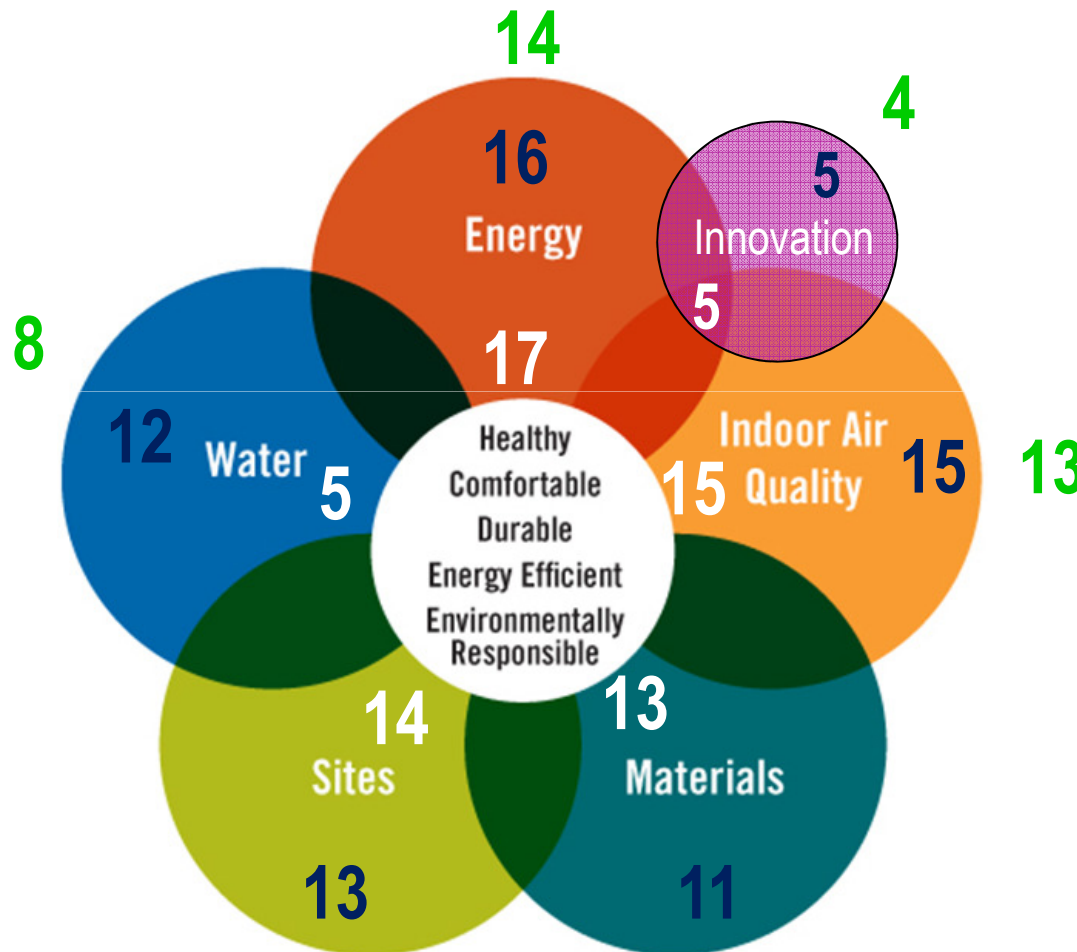 14
4
16
5
Energy
Innovation
5
8
17
12
Water
5
Healthy
Comfortable
Durable
Energy Efficient
Environmentally
Responsible
Indoor Air
Quality
15
15
13
14
13
Sites
Materials
13
11